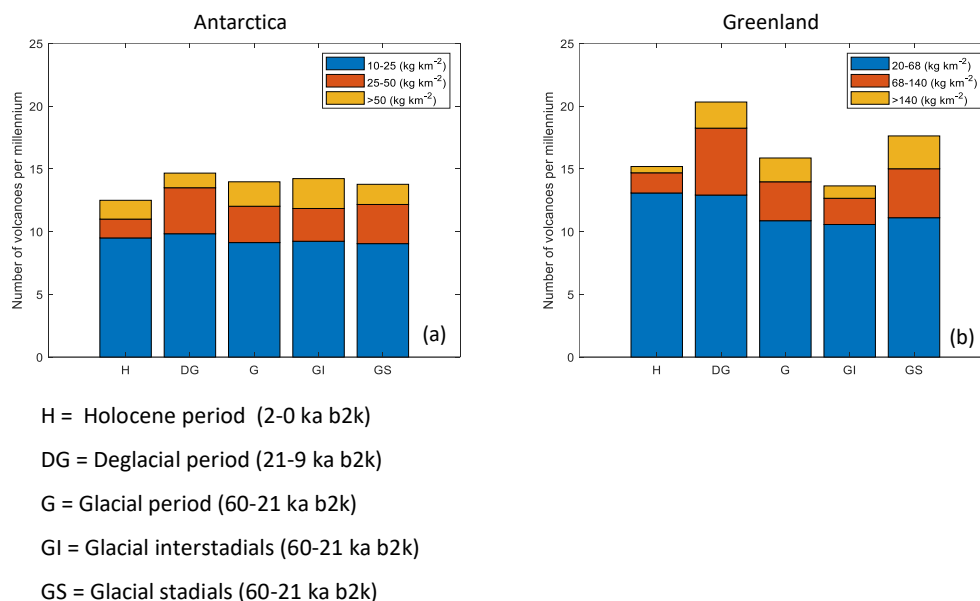 Antarctica
25
20
15
10
5
0
Number of volcanoes per millennium
10-25 (kg km⁻²)
25-50 (kg km⁻²)
>50 (kg km⁻²)
(a)
H DG G GI GS
Greenland
25
20
15
10
5
0
Number of volcanoes per millennium
20-68 (kg km⁻²)
68-140 (kg km⁻²)
>140 (kg km⁻²)
(b)
H DG G GI GS
H = Holocene period (2-0 ka b2k)
DG = Deglacial period (21-9 ka b2k)
G = Glacial period (60-21 ka b2k)
GI = Glacial interstadials (60-21 ka b2k)
GS = Glacial stadials (60-21 ka b2k)